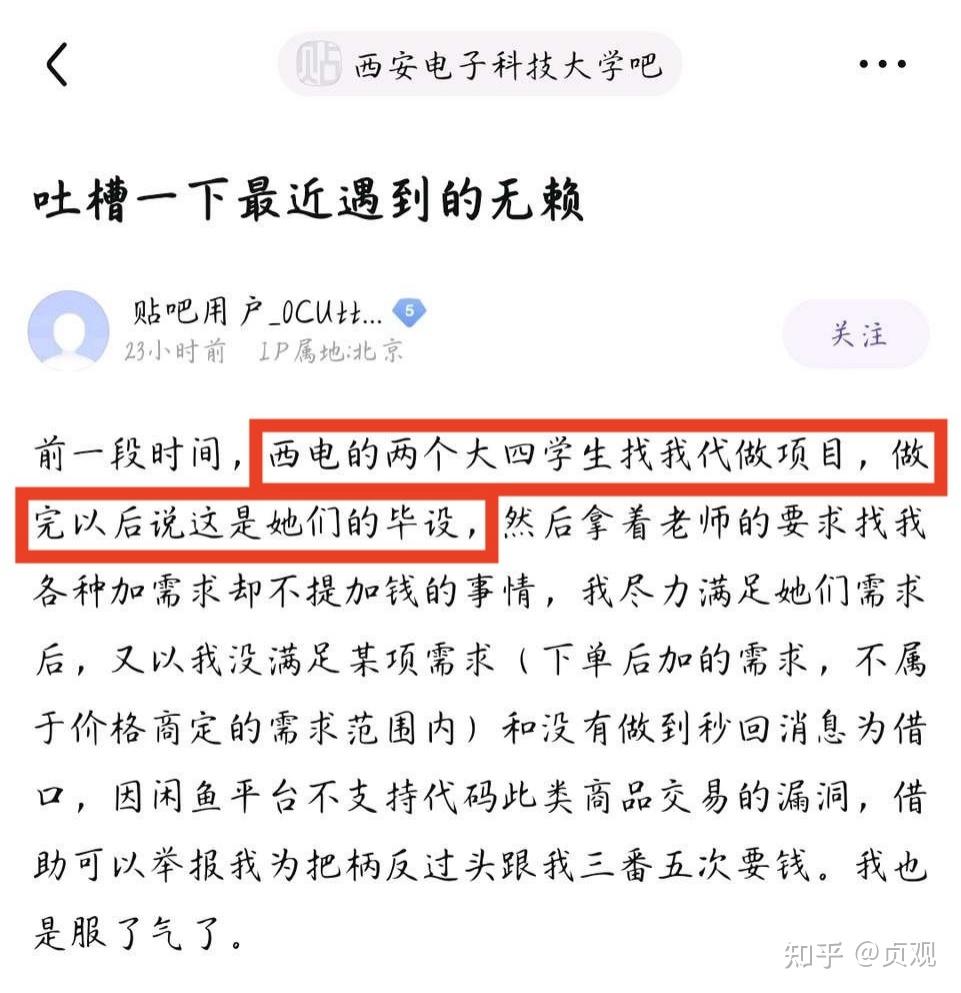 贴 西安电子科技大学吧
吐槽一下最近遇到的无赖
贴吧用户_0CUtt... 5
23小时前 IP属地:北京
关注
前一段时间，西电的两个大四学生找我代做项目，做
完以后说这是她们的毕设，然后拿着老师的要求找我
各种加需求却不提加钱的事情，我尽力满足她们需求
后，又以我没满足某项需求（下单后加的需求，不属
于价格商定的需求范围内）和没有做到秒回消息为借
口，因闲鱼平台不支持代码此类商品交易的漏洞，借
助可以举报我为把柄反过头跟我三番五次要钱。我也
是服了气了。
知乎 @贞观